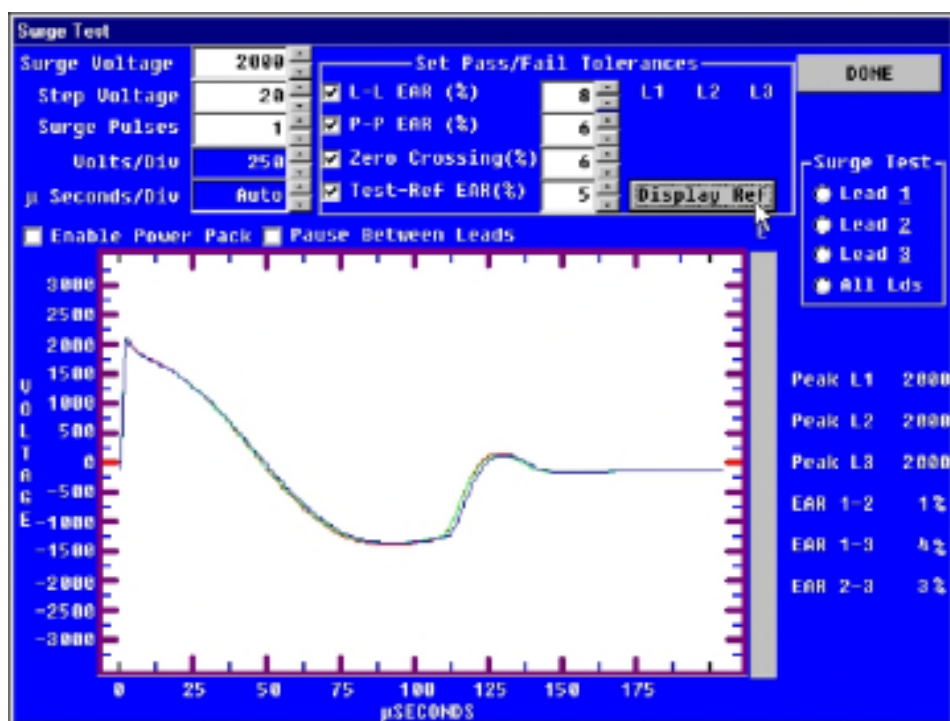 Surge Test
Surge Voltage 2000
Step Voltage 20
Surge Pulses 1
Volts/Div 250
µ Seconds/Div Auto
Set Pass/Fail Tolerances
L-L EAR (%) 8 L1 L2 L3
P-P EAR (%) 6
Zero Crossing(%) 6
Test-Ref EAR(%) 5 Display Ref
DONE
Surge Test
Lead 1
Lead 2
Lead 3
All Lds
Enable Power Pack Pause Between Leads
VOLTAGE
3000
2500
2000
1500
1000
500
0
-500
-1000
-1500
-2000
-2500
-3000
0 25 50 75 100 125 150 175
µSECONDS
Peak L1 2000
Peak L2 2000
Peak L3 2000
EAR 1-2 1%
EAR 1-3 4%
EAR 2-3 3%